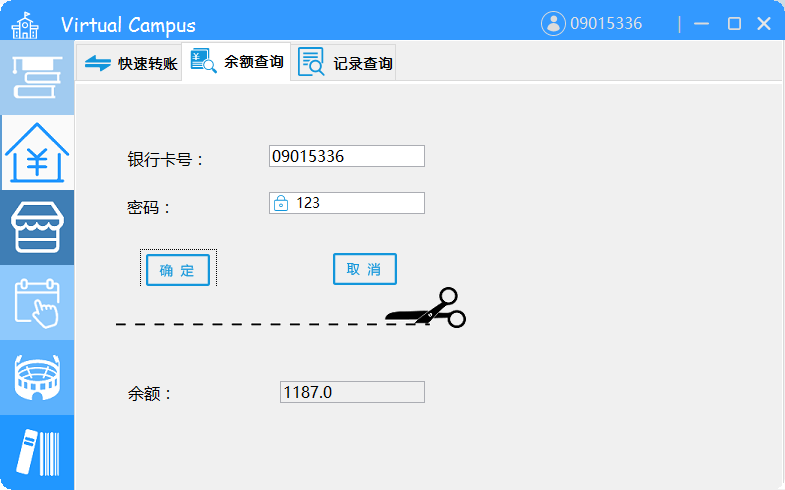 Virtual Campus
09015336
快速转账 余额查询 记录查询
银行卡号： 09015336
密码： 123
确 定 取 消
余额： 1187.0